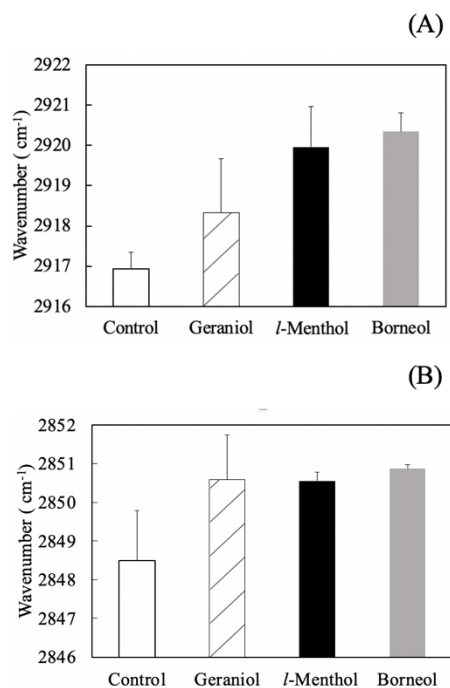 (A)
Wavenumber ( cm⁻¹)
2922
2921
2920
2919
2918
2917
2916
Control Geraniol l-Menthol Borneol
(B)
Wavenumber ( cm⁻¹)
2852
2851
2850
2849
2848
2847
2846
Control Geraniol l-Menthol Borneol